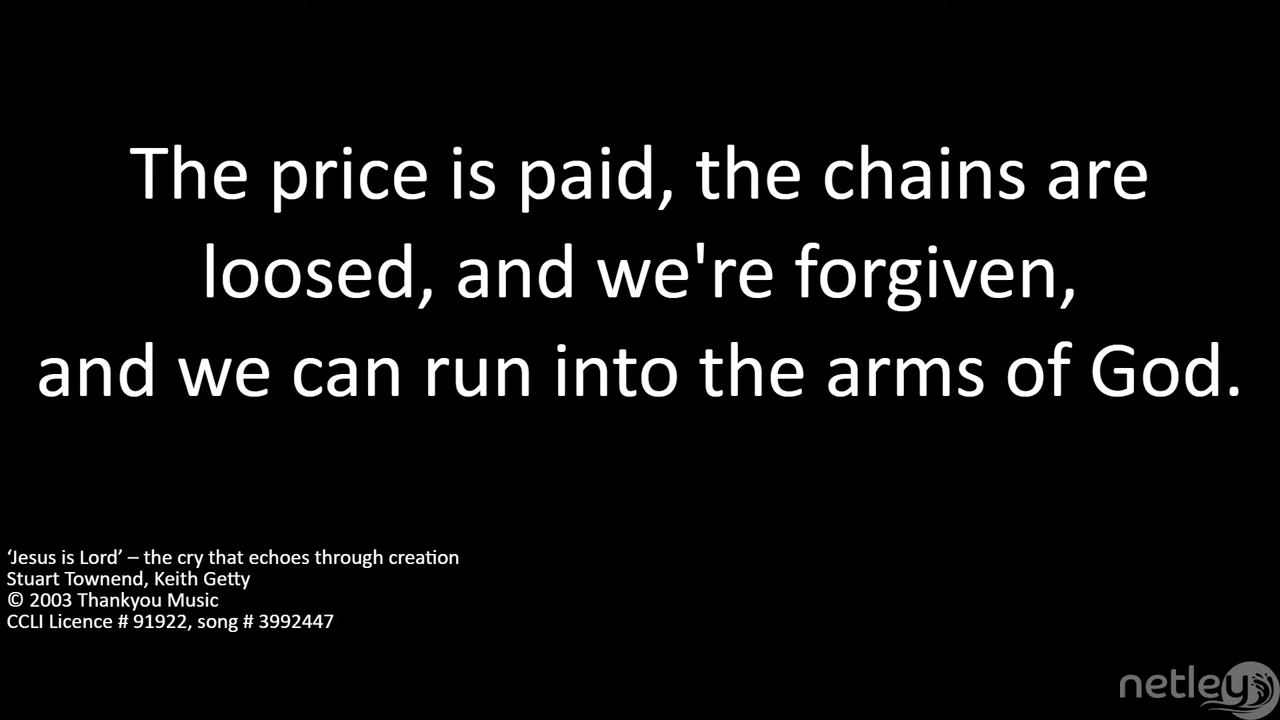 The price is paid, the chains are
loosed, and we're forgiven,
and we can run into the arms of God.
‘Jesus is Lord’ – the cry that echoes through creation
Stuart Townend, Keith Getty
© 2003 Thankyou Music
CCLI Licence # 91922, song # 3992447
netley